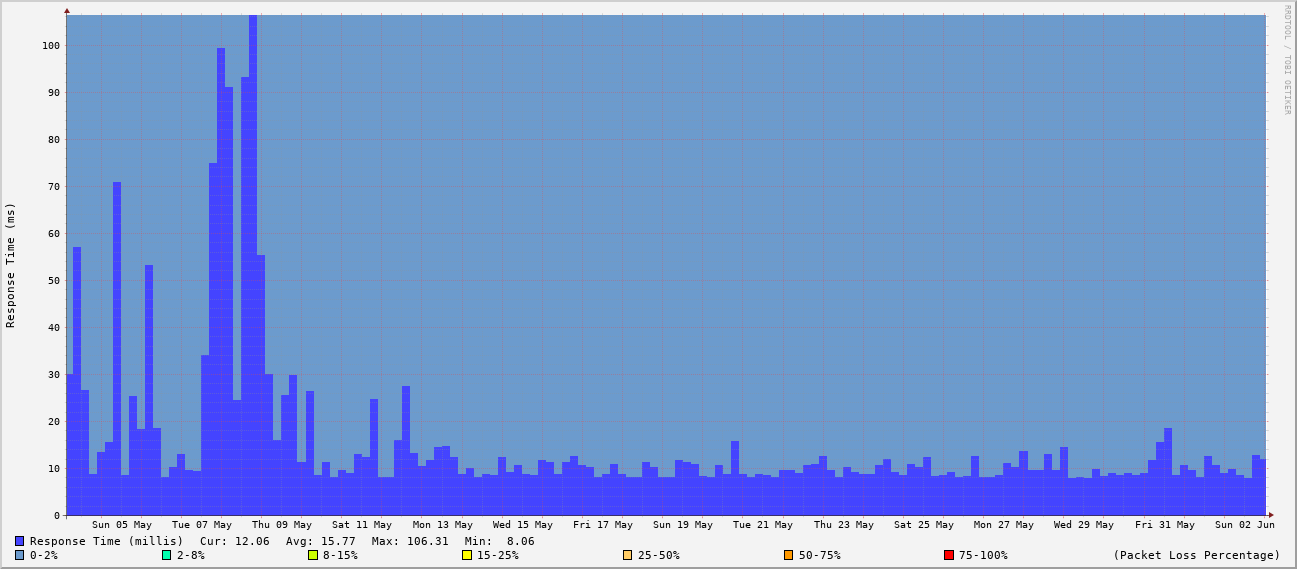 RRDTOOL / TOBI OETIKER
Response Time (ms)
100
90
80
70
60
50
40
30
20
10
0
Sun 05 May Tue 07 May Thu 09 May Sat 11 May Mon 13 May Wed 15 May Fri 17 May Sun 19 May Tue 21 May Thu 23 May Sat 25 May Mon 27 May Wed 29 May Fri 31 May Sun 02 Jun
Response Time (millis) Cur: 12.06 Avg: 15.77 Max: 106.31 Min: 8.06
0-2% 2-8% 8-15% 15-25% 25-50% 50-75% 75-100% (Packet Loss Percentage)